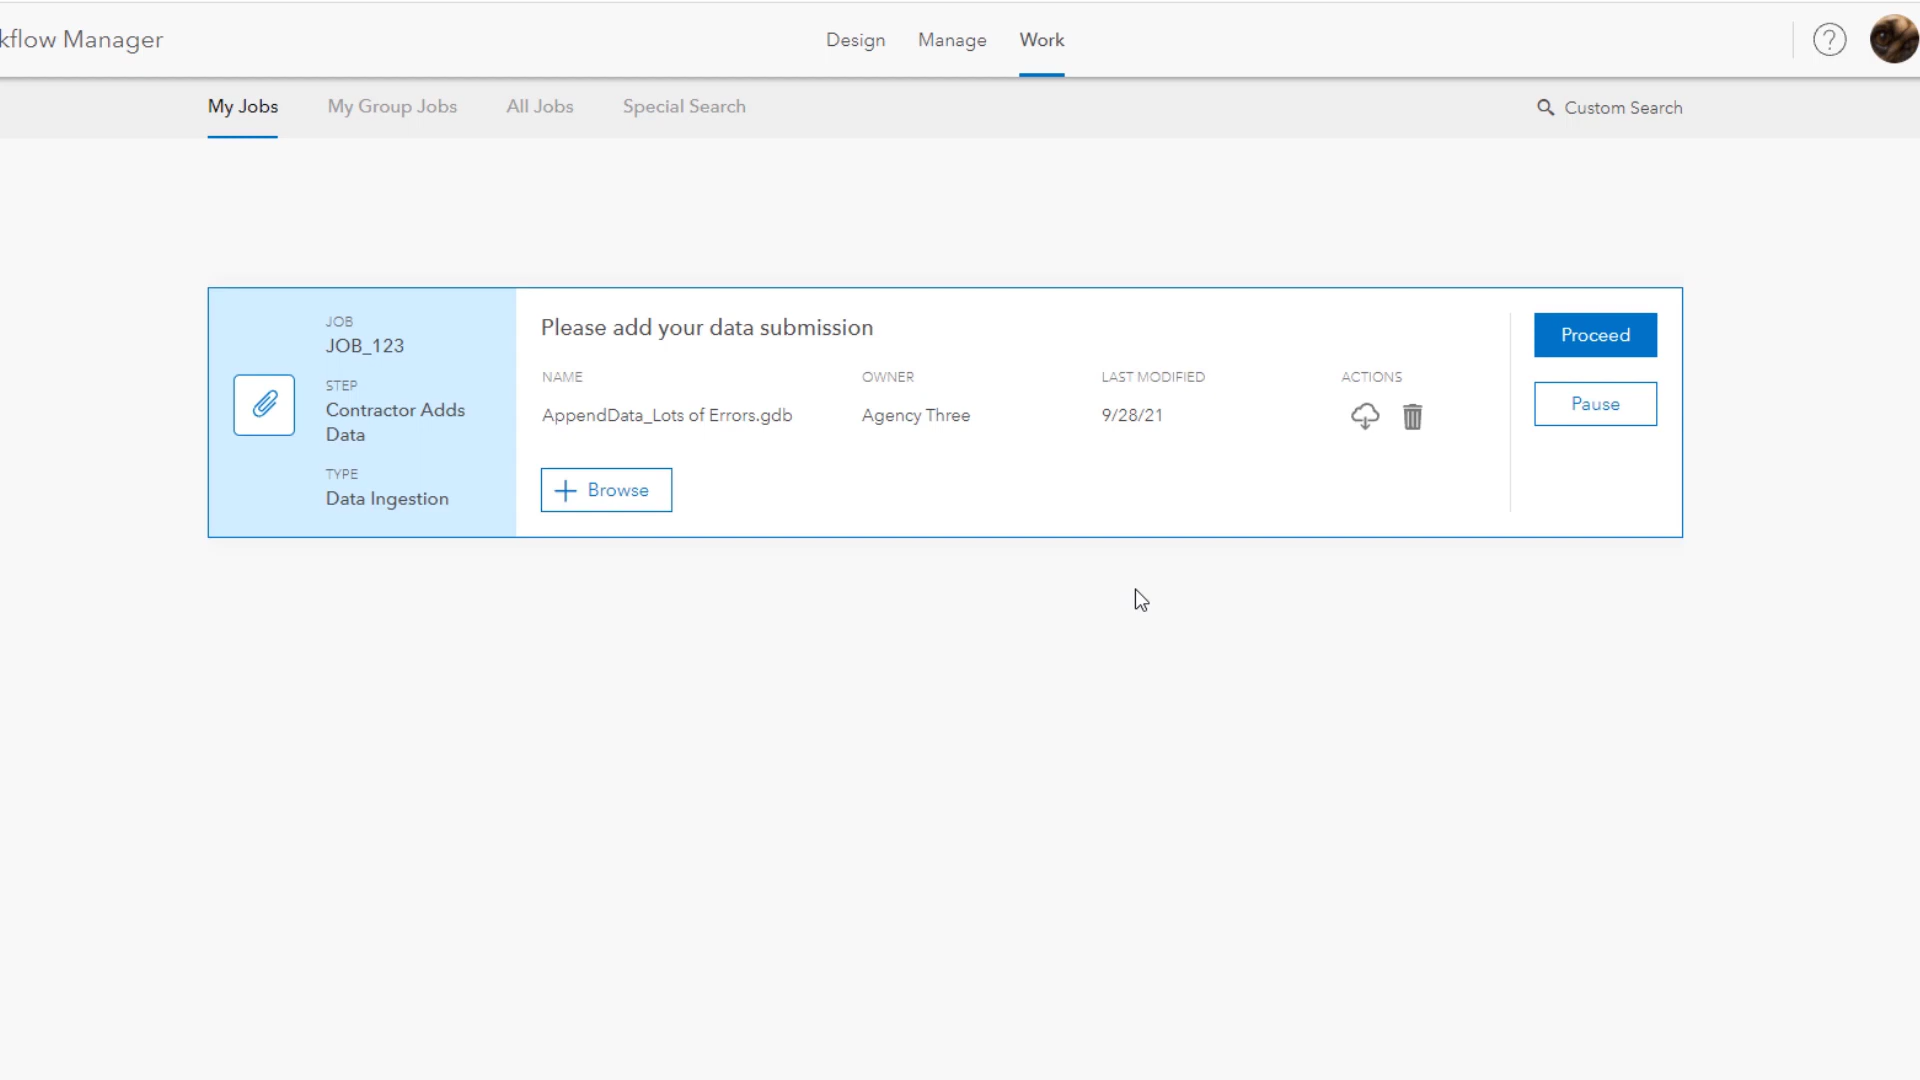 kflow Manager
Design
Manage
Work
?
My Jobs
My Group Jobs
All Jobs
Special Search
Custom Search
JOB
JOB_123
STEP
Contractor Adds
Data
TYPE
Data Ingestion
Please add your data submission
NAME OWNER LAST MODIFIED ACTIONS
AppendData_Lots of Errors.gdb Agency Three 9/28/21
Browse
Proceed
Pause